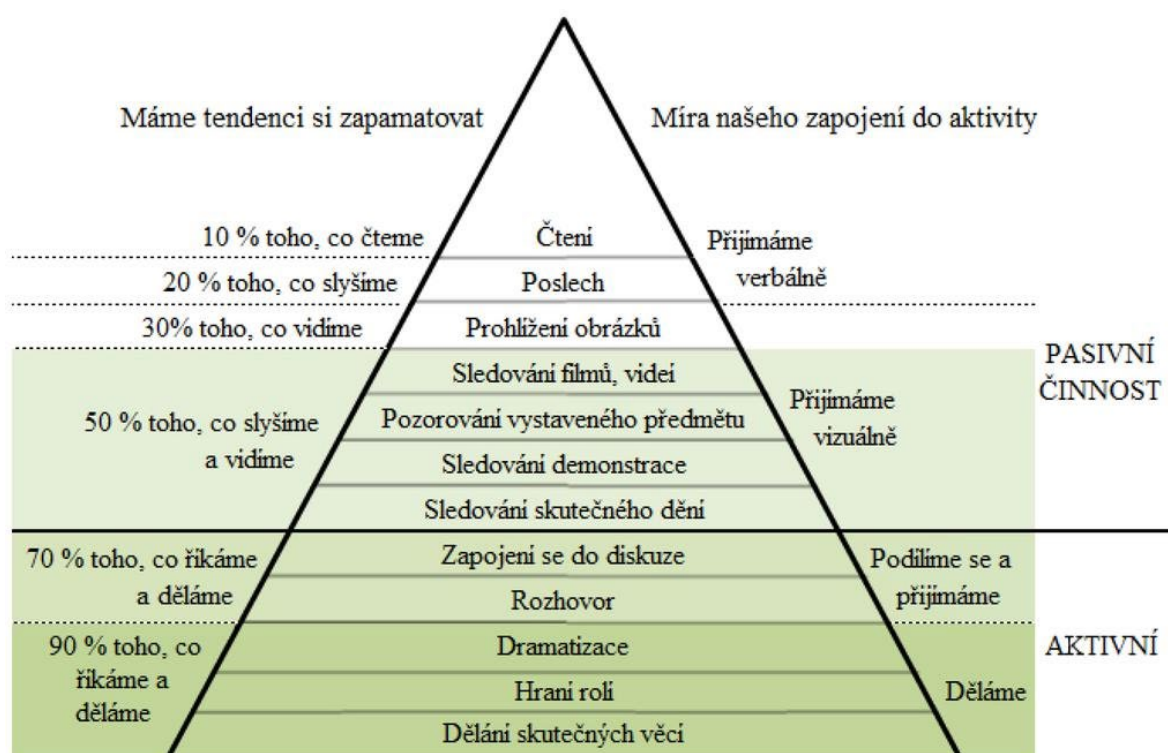 Máme tendenci si zapamatovat
Míra našeho zapojení do aktivity
10 % toho, co čteme
Čtení
Přijímáme
verbálně
20 % toho, co slyšíme
Poslech
30% toho, co vidíme
Prohlížení obrázků
PASIVNÍ
ČINNOST
50 % toho, co slyšíme
a vidíme
Sledování filmů, videí
Pozorování vystaveného předmětu
Sledování demonstrace
Sledování skutečného dění
Přijímáme
vizuálně
70 % toho, co říkáme
a děláme
Zapojení se do diskuze
Rozhovor
Podílíme se a
přijímáme
90 % toho, co
říkáme a
děláme
Dramatizace
Hraní rolí
Dělání skutečných věcí
Děláme
AKTIVNÍ